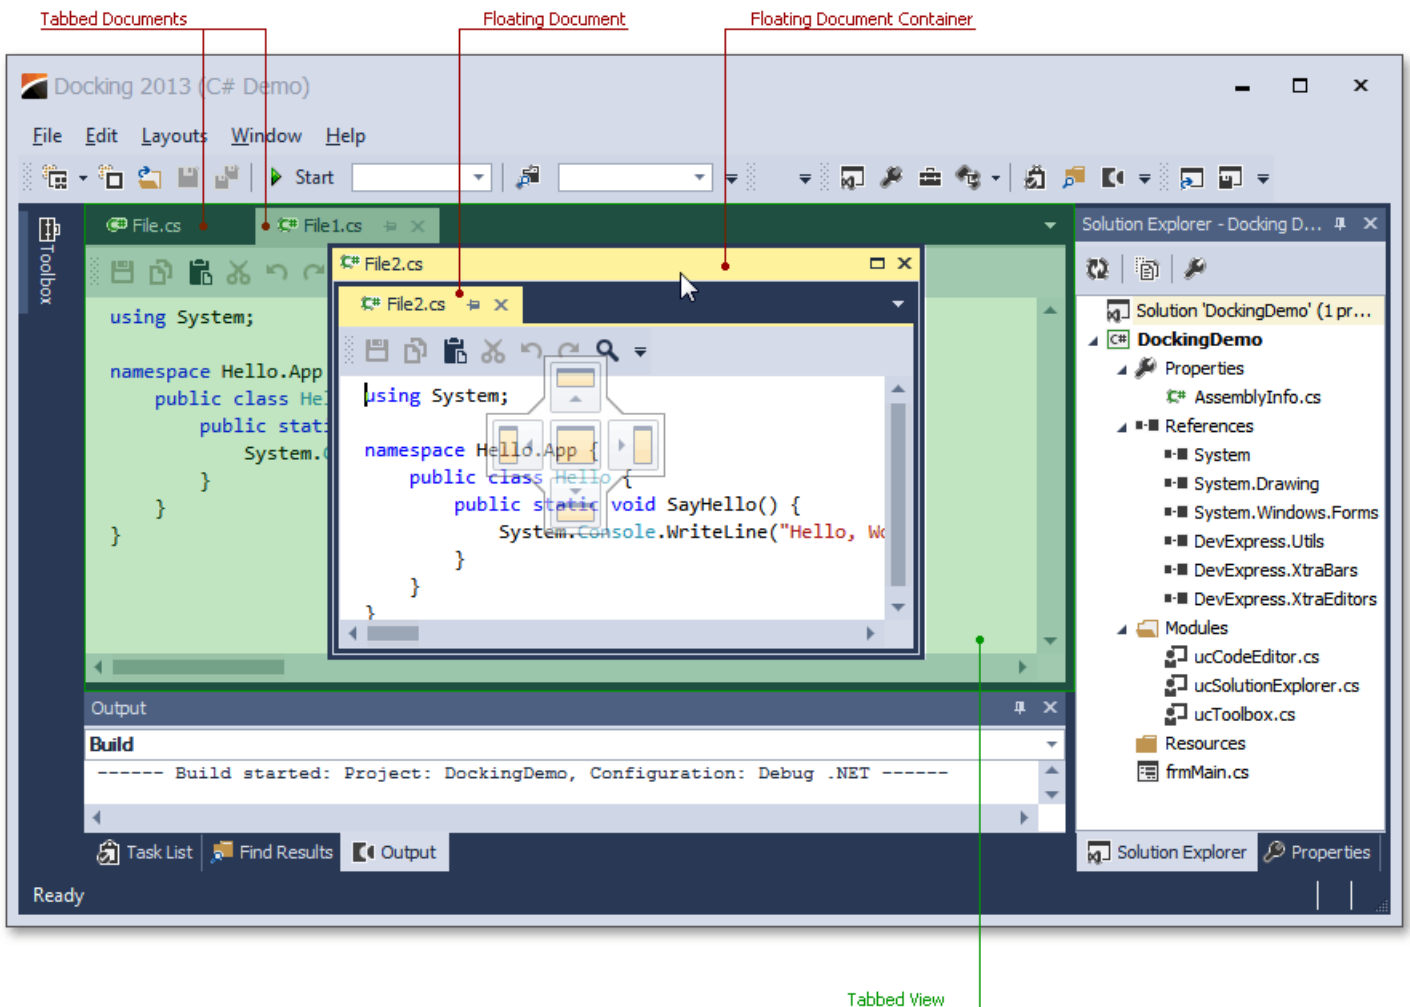 Tabbed Documents
Floating Document
Floating Document Container
Docking 2013 (C# Demo)
File Edit Layouts Window Help
Start
Toolbox
C# File.cs
C# File1.cs
Solution Explorer - Docking D...
C# File2.cs
C# File2.cs
using System;
namespace Hello.App
public class Hel
public stati
System.
}
}
}
using System;
namespace Hello.App {
public class Hello {
public static void SayHello() {
System.Console.WriteLine("Hello, Wo
}
}
}
Solution 'DockingDemo' (1 pr...
C# DockingDemo
Properties
C# AssemblyInfo.cs
References
System
System.Drawing
System.Windows.Forms
DevExpress.Utils
DevExpress.XtraBars
DevExpress.XtraEditors
Modules
ucCodeEditor.cs
ucSolutionExplorer.cs
ucToolbox.cs
Resources
frmMain.cs
Output
Build
------ Build started: Project: DockingDemo, Configuration: Debug .NET ------
Task List
Find Results
Output
Solution Explorer
Properties
Ready
Tabbed View